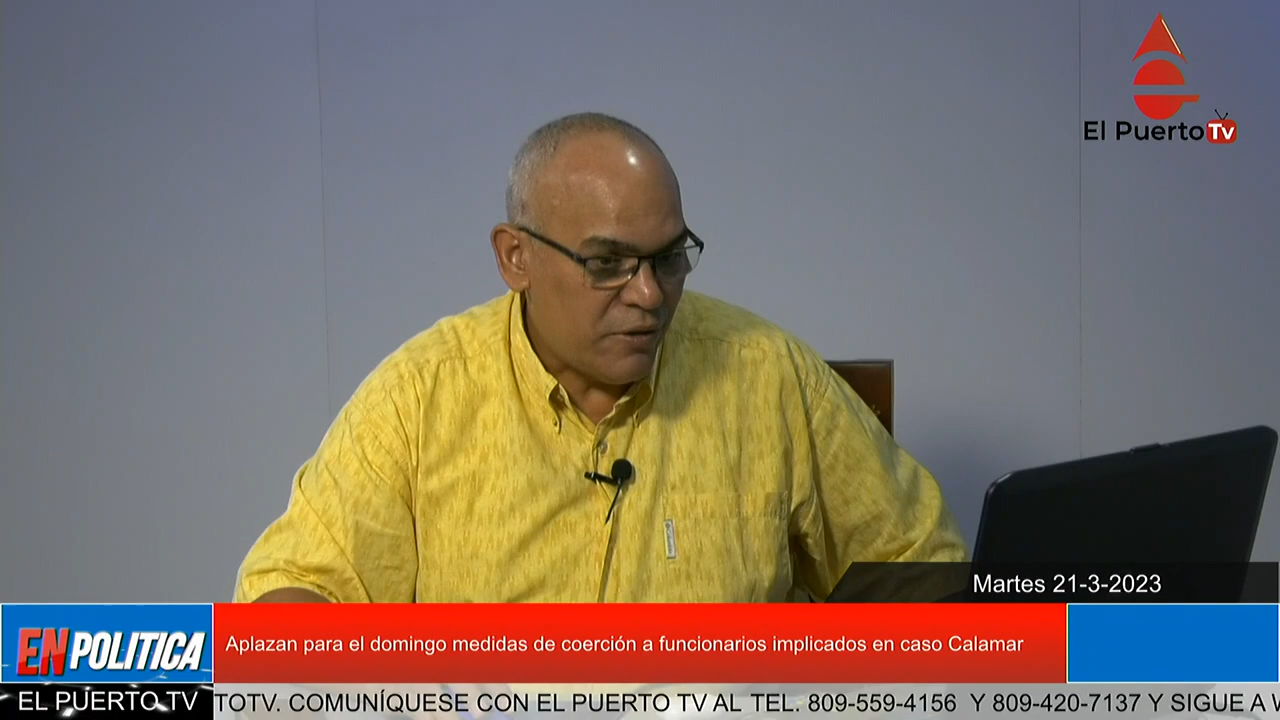 El Puerto Tv
Martes 21-3-2023
EN POLITICA
Aplazan para el domingo medidas de coerción a funcionarios implicados en caso Calamar
EL PUERTO TV
TOTV. COMUNÍQUESE CON EL PUERTO TV AL TEL. 809-559-4156 Y 809-420-7137 Y SIGUE A